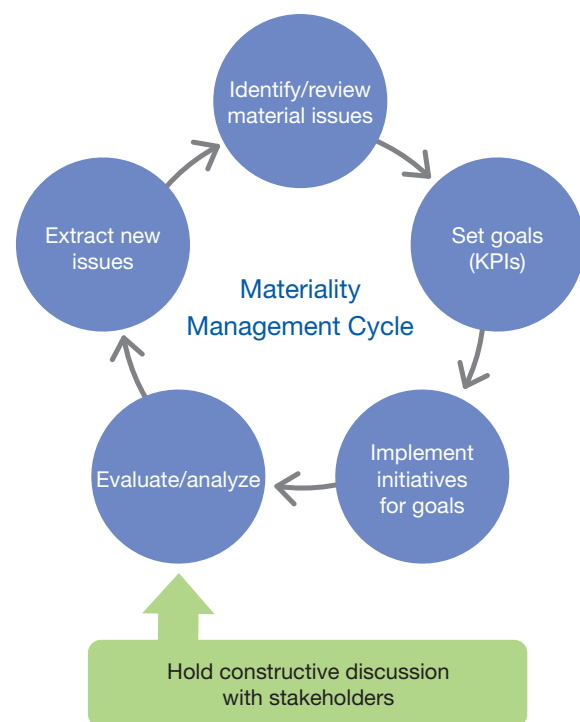 Identify/review
material issues
Set goals
(KPIs)
Implement
initiatives
for goals
Evaluate/analyze
Extract new
issues
Materiality
Management Cycle
Hold constructive discussion
with stakeholders